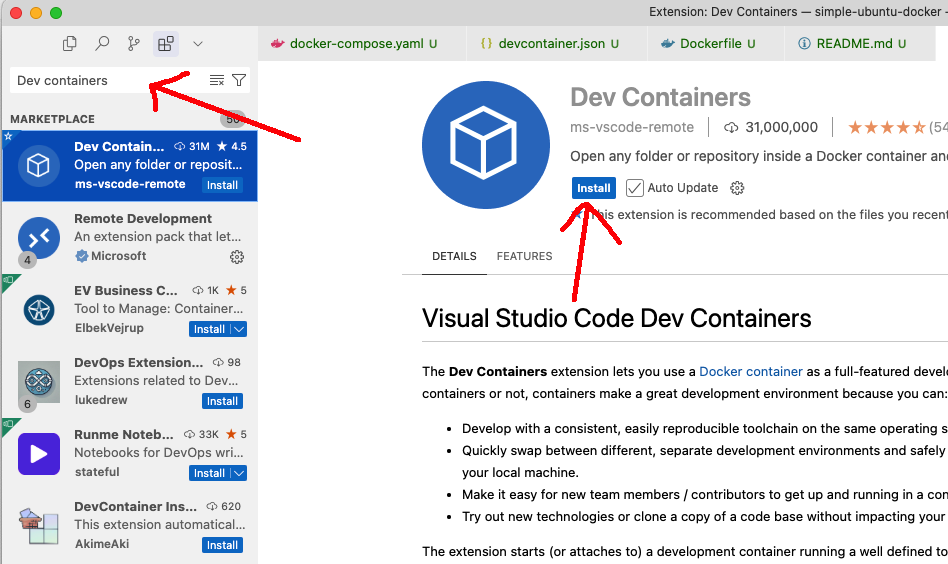 Extension: Dev Containers — simple-ubuntu-docker -
docker-compose.yaml U
devcontainer.json U
Dockerfile U
README.md U
Dev containers
MARKETPLACE
Dev Contain... 31M ★ 4.5
Open any folder or reposit...
ms-vscode-remote Install
Remote Development
An extension pack that let...
Microsoft
4
EV Business C... 1K ★ 5
Tool to Manage: Container...
ElbekVejrup Install
DevOps Extension... 98
Extensions related to Dev...
lukedrew Install
6
Runme Noteb... 33K ★ 5
Notebooks for DevOps wri...
stateful Install
DevContainer Ins... 620
This extension automatical...
AkimeAki Install
Dev Containers
ms-vscode-remote 31,000,000 (54
Open any folder or repository inside a Docker container and
Install Auto Update
This extension is recommended based on the files you recent
DETAILS FEATURES
Visual Studio Code Dev Containers
The Dev Containers extension lets you use a Docker container as a full-featured devel
containers or not, containers make a great development environment because you can:
• Develop with a consistent, easily reproducible toolchain on the same operating s
• Quickly swap between different, separate development environments and safely
your local machine.
• Make it easy for new team members / contributors to get up and running in a con
• Try out new technologies or clone a copy of a code base without impacting your
The extension starts (or attaches to) a development container running a well defined to